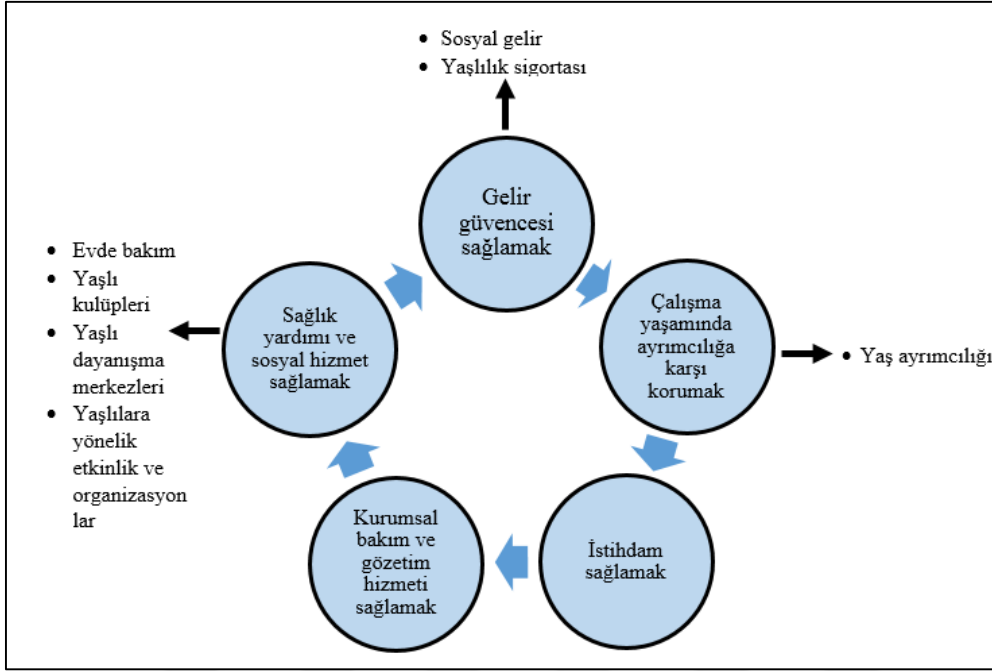 • Sosyal gelir
• Yaşlılık sigortası
Gelir
güvencesi
sağlamak
Çalışma
yaşamında
ayrımcılığa
karşı
korumak
• Yaş ayrımcılığı
İstihdam
sağlamak
Kurumsal
bakım ve
gözetim
hizmeti
sağlamak
Sağlık
yardımı ve
sosyal hizmet
sağlamak
• Evde bakım
• Yaşlı
kulüpleri
• Yaşlı
dayanışma
merkezleri
• Yaşlılara
yönelik
etkinlik ve
organizasyon
lar